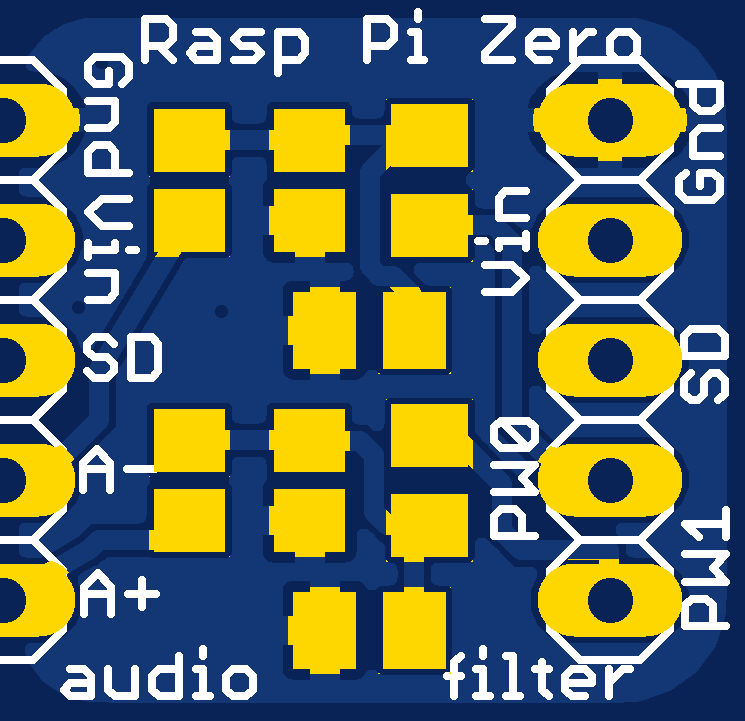 Rasp Pi Zero
Gnd
Vin
SD
A-
A+
Gnd
Vin
SD
PW0
PW1
audio filter